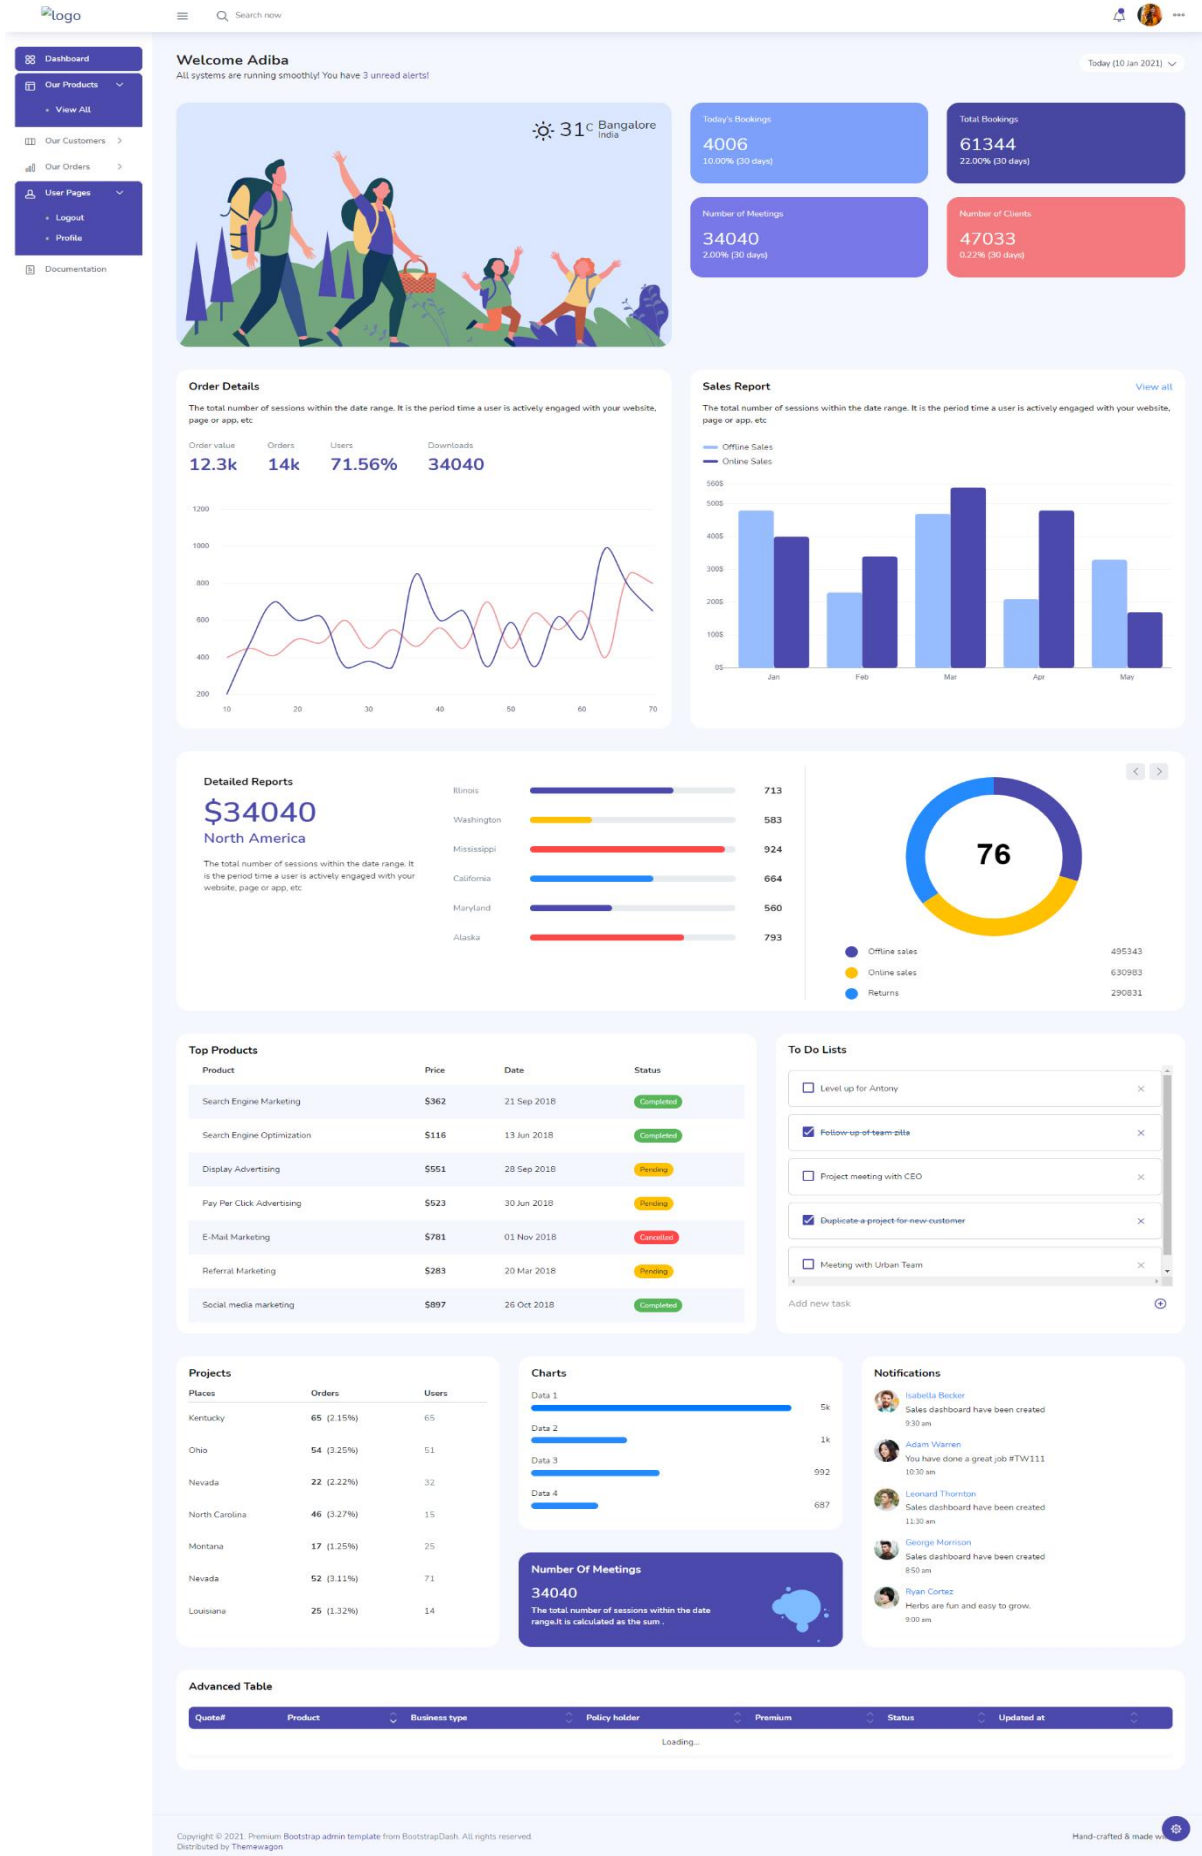 logo
Search now
Dashboard
Our Products
View All
Our Customers
Our Orders
User Pages
Logout
Profile
Documentation
Welcome Adiba
All systems are running smoothly! You have 3 unread alerts!
Today (10 Jan 2021)
31 C Bangalore
India
Today's Bookings
4006
10.00% (30 days)
Total Bookings
61344
22.00% (30 days)
Number of Meetings
34040
2.00% (30 days)
Number of Clients
47033
0.22% (30 days)
Order Details
The total number of sessions within the date range. It is the period time a user is actively engaged with your website,
page or app, etc
Order value Orders Users Downloads
12.3k 14k 71.56% 34040
1200
1000
800
600
400
200
10 20 30 40 50 60 70
Sales Report View all
The total number of sessions within the date range. It is the period time a user is actively engaged with your website,
page or app, etc
Offline Sales
Online Sales
560$
500$
400$
300$
200$
100$
0$
Jan Feb Mar Apr May
Detailed Reports
$34040
North America
The total number of sessions within the date range. It
is the period time a user is actively engaged with your
website, page or app, etc
Illinois 713
Washington 583
Mississippi 924
California 664
Maryland 560
Alaska 793
76
Offline sales 495343
Online sales 630983
Returns 290831
Top Products
Product Price Date Status
Search Engine Marketing $362 21 Sep 2018 Completed
Search Engine Optimization $116 13 Jun 2018 Completed
Display Advertising $551 28 Sep 2018 Pending
Pay Per Click Advertising $523 30 Jun 2018 Pending
E-Mail Marketing $781 01 Nov 2018 Cancelled
Referral Marketing $283 20 Mar 2018 Pending
Social media marketing $897 26 Oct 2018 Completed
To Do Lists
Level up for Antony
Follow up of team zilla
Project meeting with CEO
Duplicate a project for new customer
Meeting with Urban Team
Add new task
Projects
Places Orders Users
Kentucky 65 (2.15%) 65
Ohio 54 (3.25%) 51
Nevada 22 (2.22%) 32
North Carolina 46 (3.27%) 15
Montana 17 (1.25%) 25
Nevada 52 (3.11%) 71
Louisiana 25 (1.32%) 14
Charts
Data 1
5k
Data 2
1k
Data 3
992
Data 4
687
Number Of Meetings
34040
The total number of sessions within the date
range.It is calculated as the sum .
Notifications
Isabella Becker
Sales dashboard have been created
9:30 am
Adam Warren
You have done a great job #TW111
10:30 am
Leonard Thornton
Sales dashboard have been created
11:30 am
George Morrison
Sales dashboard have been created
8:50 am
Ryan Cortez
Herbs are fun and easy to grow.
9:00 am
Advanced Table
Quote# Product Business type Policy holder Premium Status Updated at
Loading...
Copyright © 2021. Premium Bootstrap admin template from BootstrapDash. All rights reserved.
Distributed by Themewagon
Hand-crafted & made